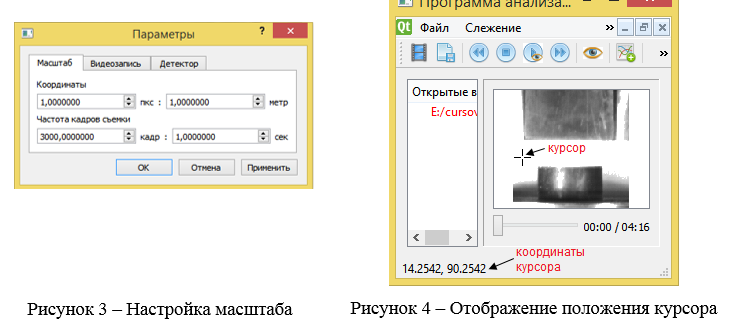 Параметры
?
Масштаб Видеозапись Детектор
Координаты
1,0000000 пкс : 1,0000000 метр
Частота кадров съемки
3000,0000000 кадр : 1,0000000 сек
OK Отмена Применить
Рисунок 3 – Настройка масштаба
Программа анализа...
Qt Файл Слежение »
»
Открытые в
E:/cursov
курсор
00:00 / 04:16
14.2542, 90.2542
координаты
курсора
Рисунок 4 – Отображение положения курсора